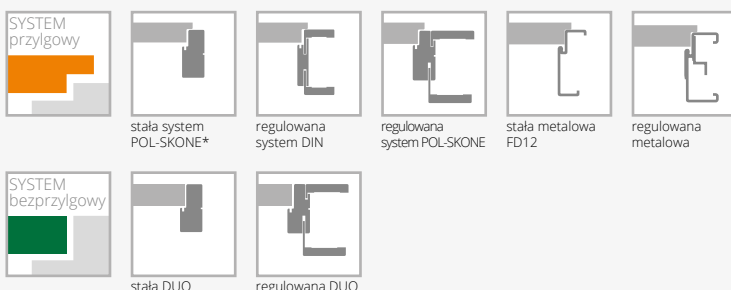 SYSTEM
przylgowy
stała system
POL-SKONE*
regulowana
system DIN
regulowana
system POL-SKONE
stała metalowa
FD12
regulowana
metalowa
SYSTEM
bezprzylgowy
stała DUO
regulowana DUO